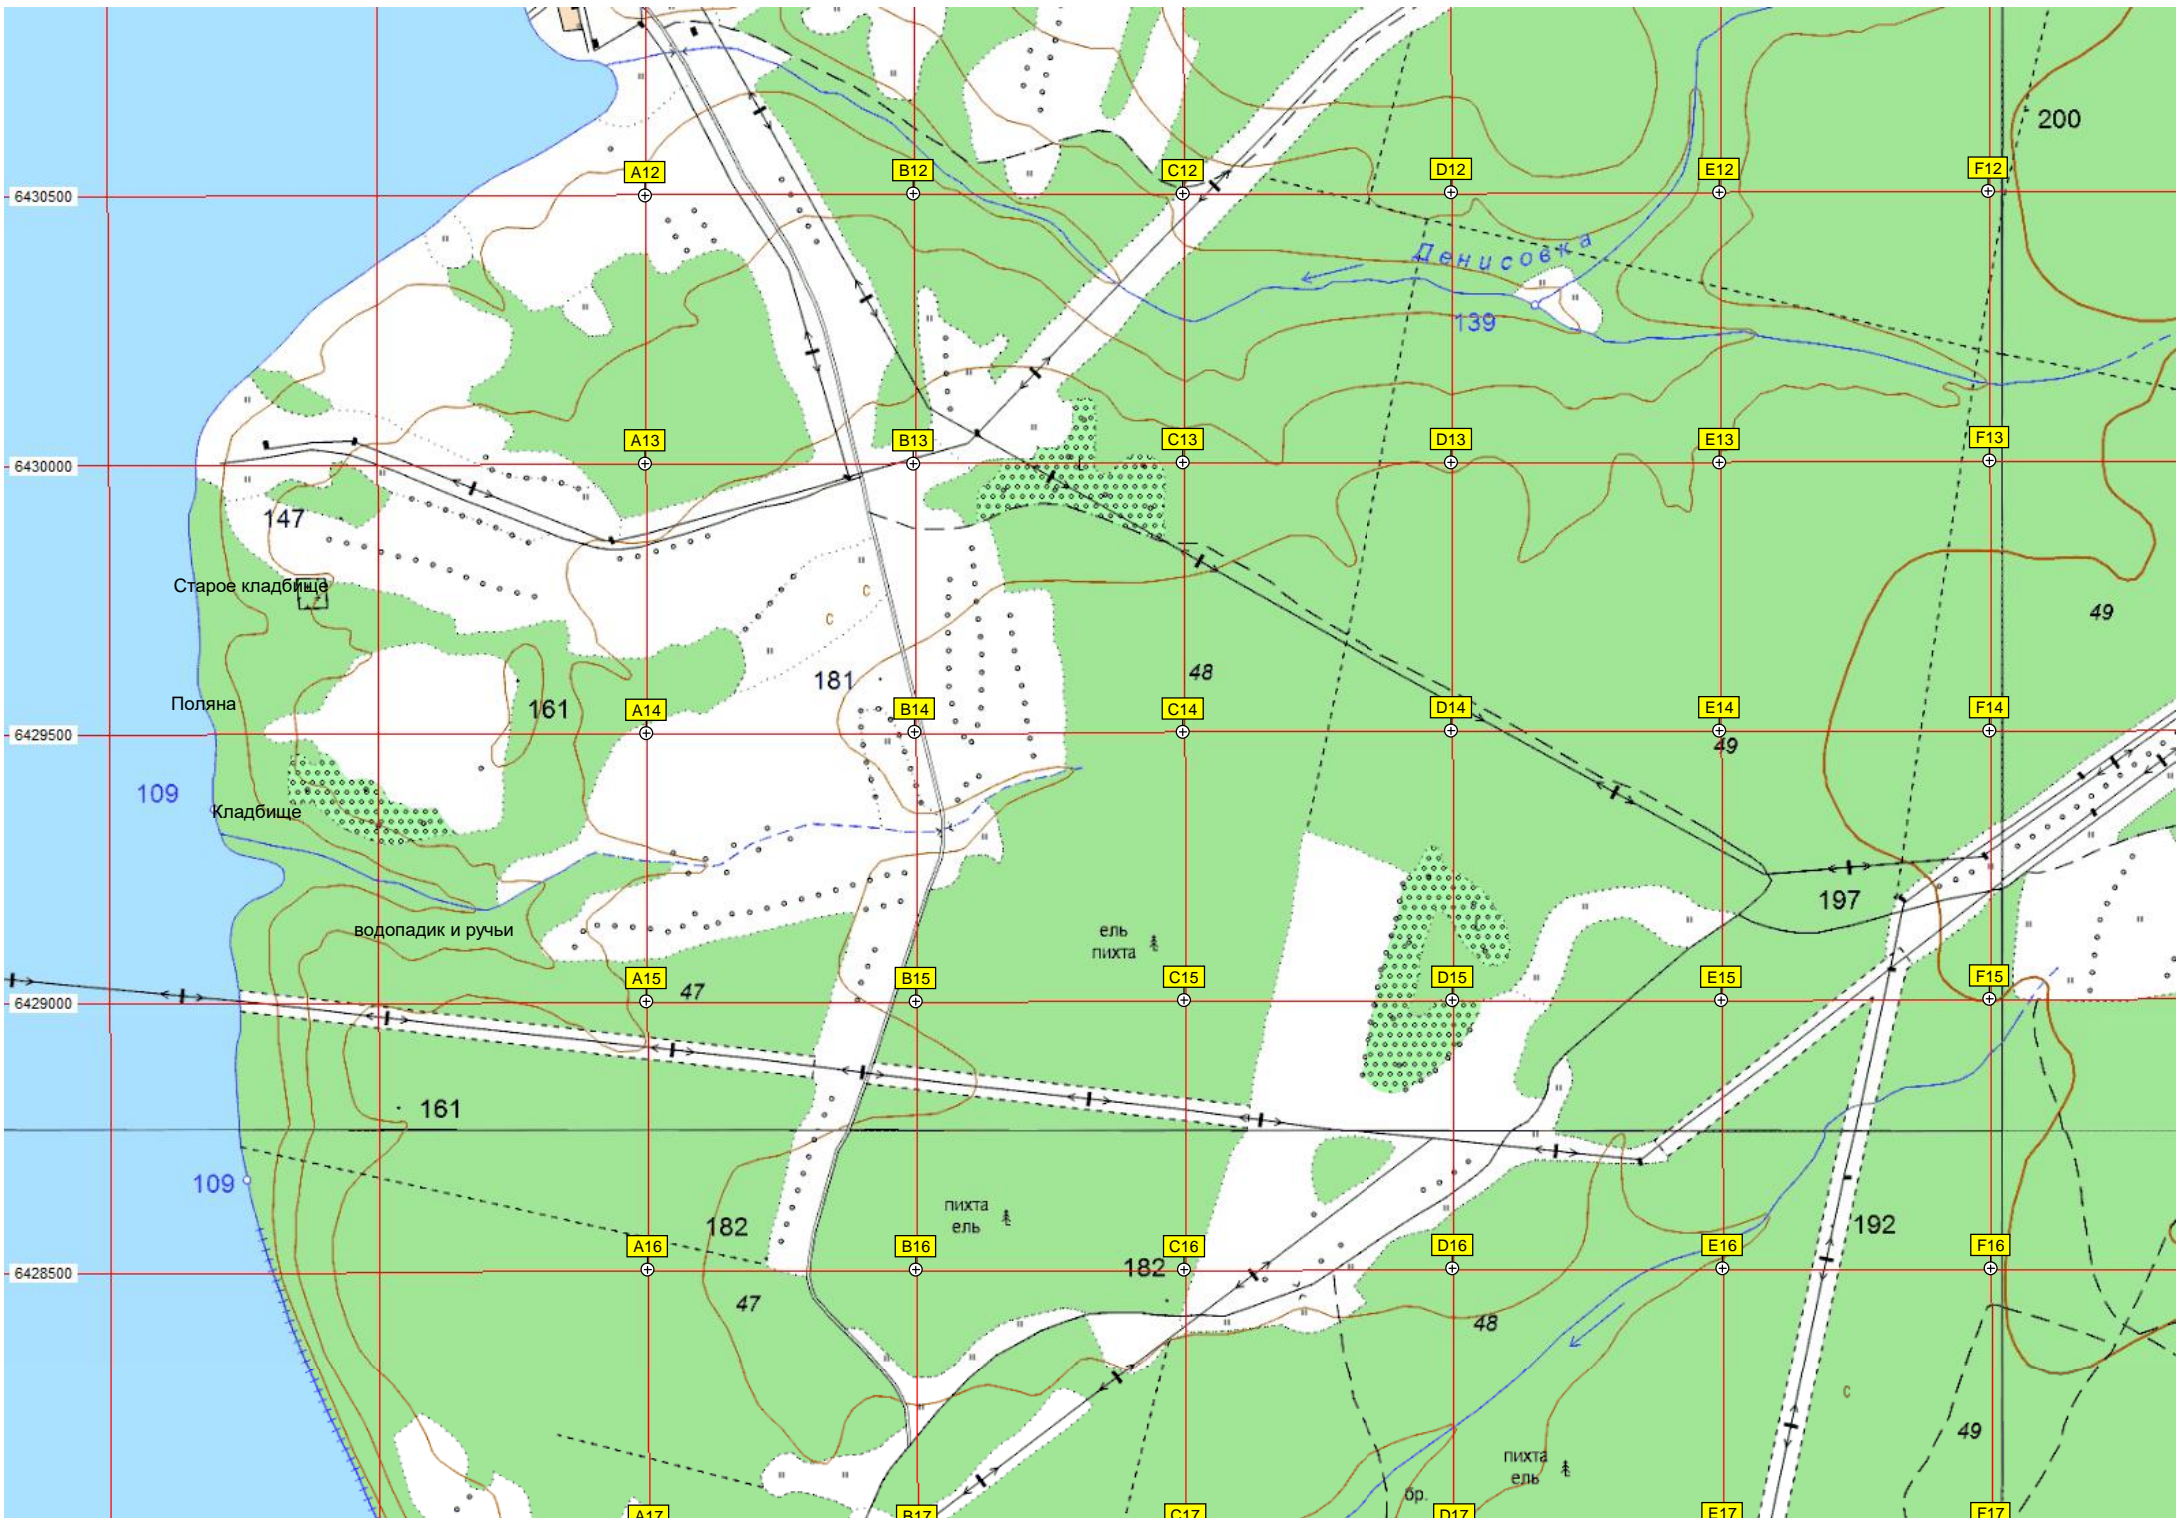 200
A12
B12
C12
D12
E12
F12
6430500
Денисовка
139
A13
B13
C13
D13
E13
F13
6430000
147
Старое кладбище
с
с
49
181
48
161
Поляна
A14
B14
C14
D14
E14
F14
6429500
49
109
Кладбище
197
водопадик и ручьи
ель
пихта
A15
B15
C15
D15
E15
F15
47
6429000
161
109
182
пихта
ель
192
A16
B16
C16
D16
E16
F16
182
6428500
47
48
с
49
пихта
ель
бр.
A17
B17
C17
D17
E17
F17